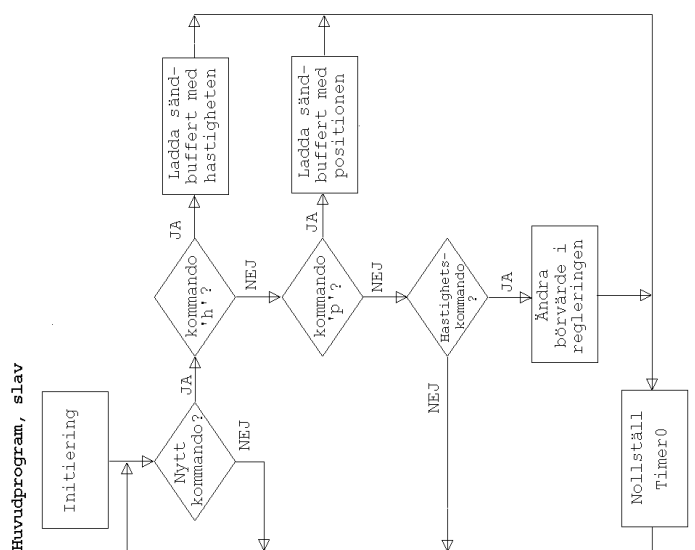 Huvudprogram, slav
Initiering
Nytt
kommando?
JA
NEJ
kommando
'h'?
JA
NEJ
Ladda sänd-
buffert med
hastigheten
kommando
'p'?
JA
NEJ
Ladda sänd-
buffert med
positionen
Hastighets-
kommando
?
JA
NEJ
Ändra
börvärde i
regleringen
Nollställ
Timer0